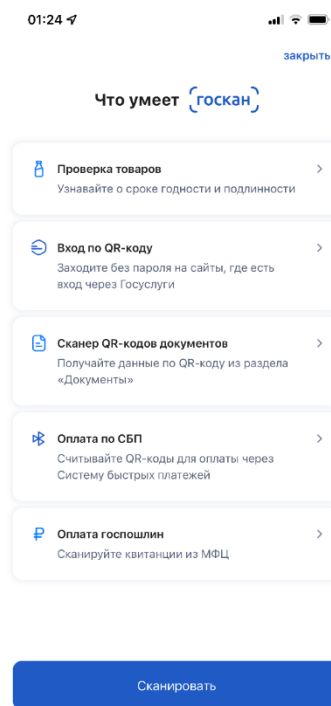 01:24
закрыть
Что умеет госкан
Проверка товаров
Узнавайте о сроке годности и подлинности
Вход по QR-коду
Заходите без пароля на сайты, где есть
вход через Госуслуги
Сканер QR-кодов документов
Получайте данные по QR-коду из раздела
«Документы»
Оплата по СБП
Считывайте QR-коды для оплаты через
Систему быстрых платежей
Оплата госпошлин
Сканируйте квитанции из МФЦ
Сканировать